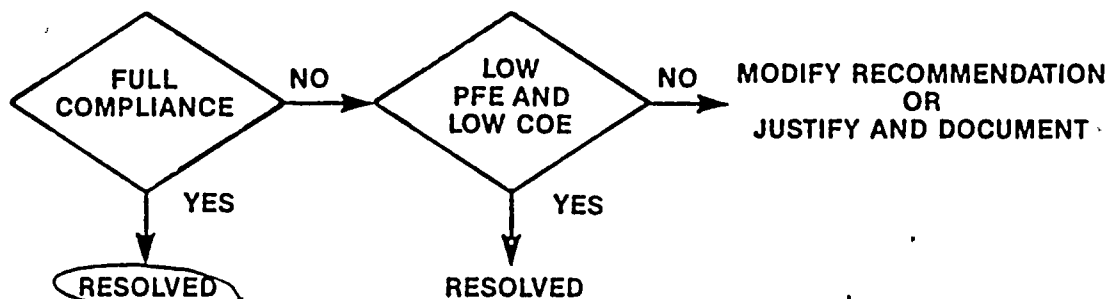 FULL
COMPLIANCE
NO
LOW
PFE AND
LOW COE
NO
MODIFY RECOMMENDATION
OR
JUSTIFY AND DOCUMENT
YES
YES
RESOLVED
RESOLVED